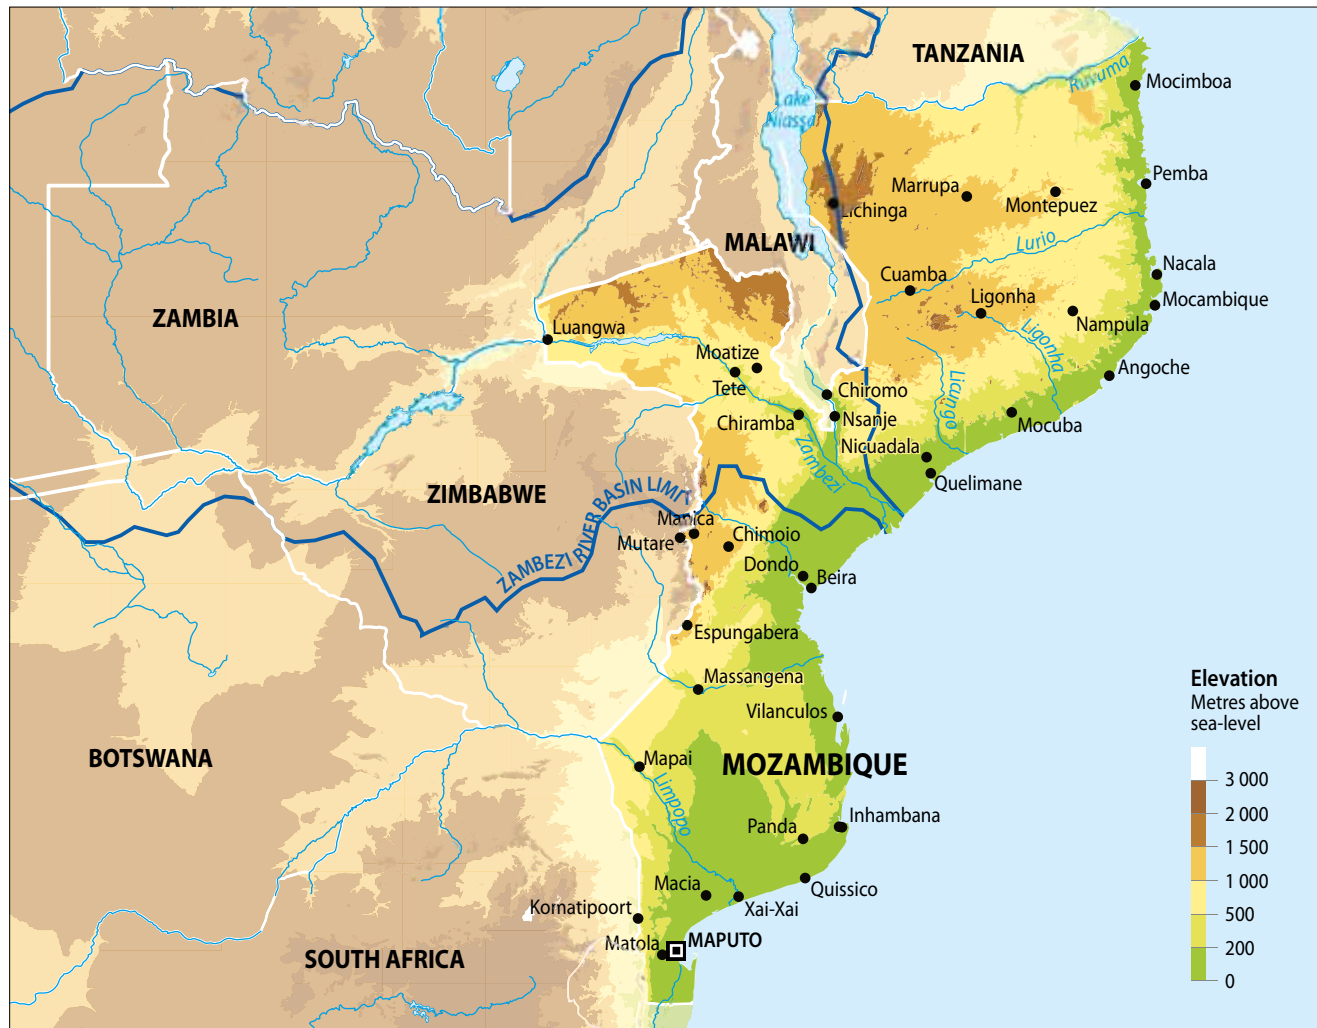 TANZANIA
Ruvuma
Mocimboa
Lake
Niassa
Pemba
Marrupa
Montepuez
Lichinga
MALAWI
Lurio
Nacala
Cuamba
Ligonha
Mocambique
ZAMBIA
Luangwa
Nampula
Ligonha
Moatize
Tete
Angoche
Licungo
Chiromo
Chiramba
Nsanje
Mocuba
Zambezi
Nicuadala
Quelimane
ZIMBABWE
ZAMBEZI RIVER BASIN LIMIT
Manica
Mutare
Chimoio
Dondo
Beira
Espungabera
Massangena
Elevation
Metres above
sea-level
Vilanculos
BOTSWANA
Mapai
MOZAMBIQUE
3 000
2 000
1 500
1 000
500
200
0
Limpopo
Panda
Inhambana
Macia
Quissico
Xai-Xai
Komatipoort
Matola
MAPUTO
SOUTH AFRICA